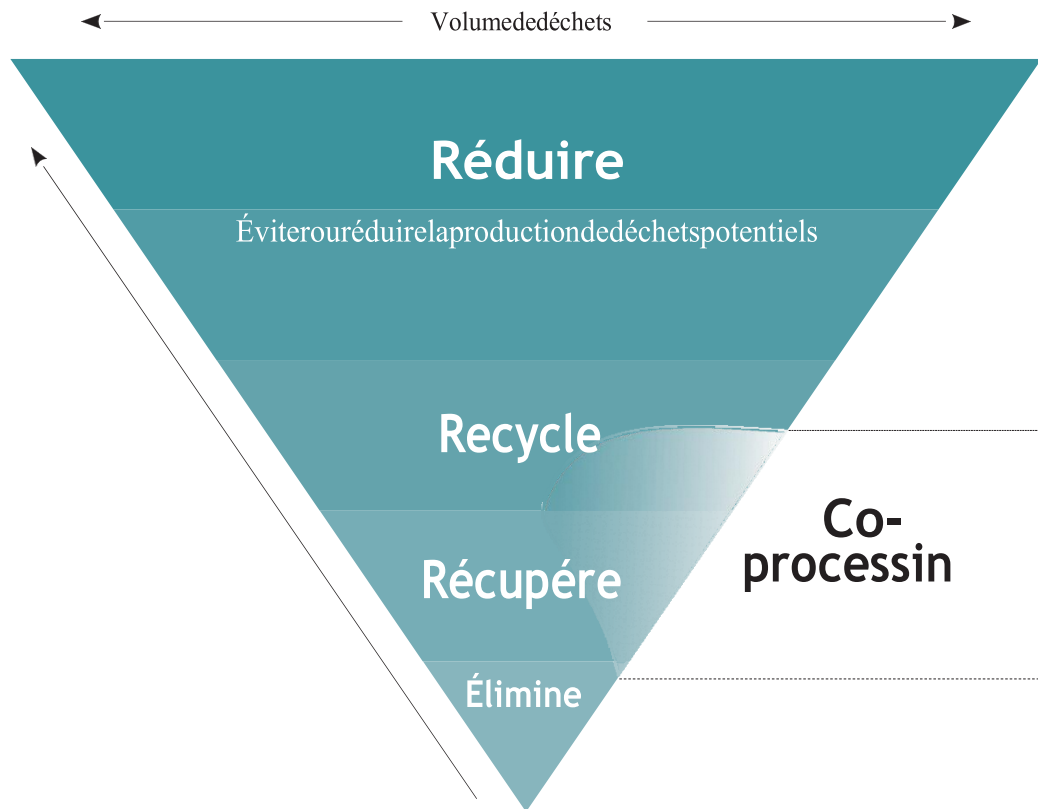 Volumededéchets
Réduire
Éviterouréduirelaproductiondedéchetspotentiels
Recycle
Co-
processin
Récupére
Élimine